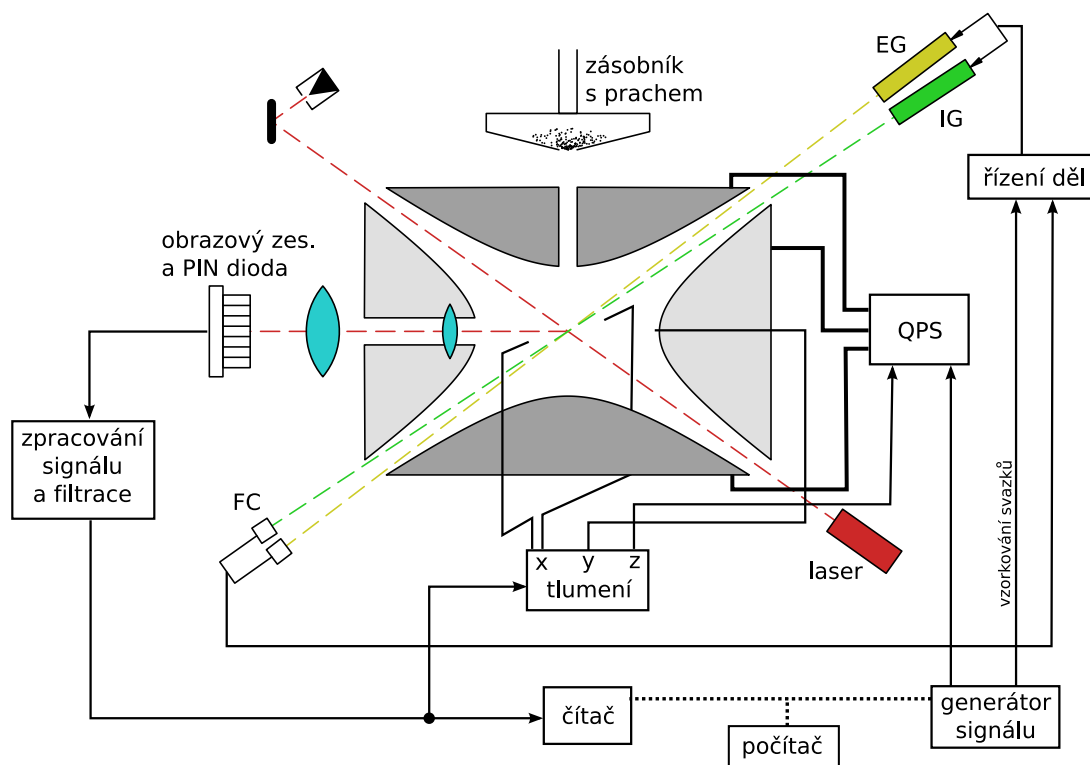 EG
zásobník
s prachem
IG
řízení děl
obrazový zes.
a PIN dioda
QPS
zpracování
signálu
a filtrace
FC
vzorkování svazků
x y z
tlumení
laser
čítač
generátor
signálu
počítač